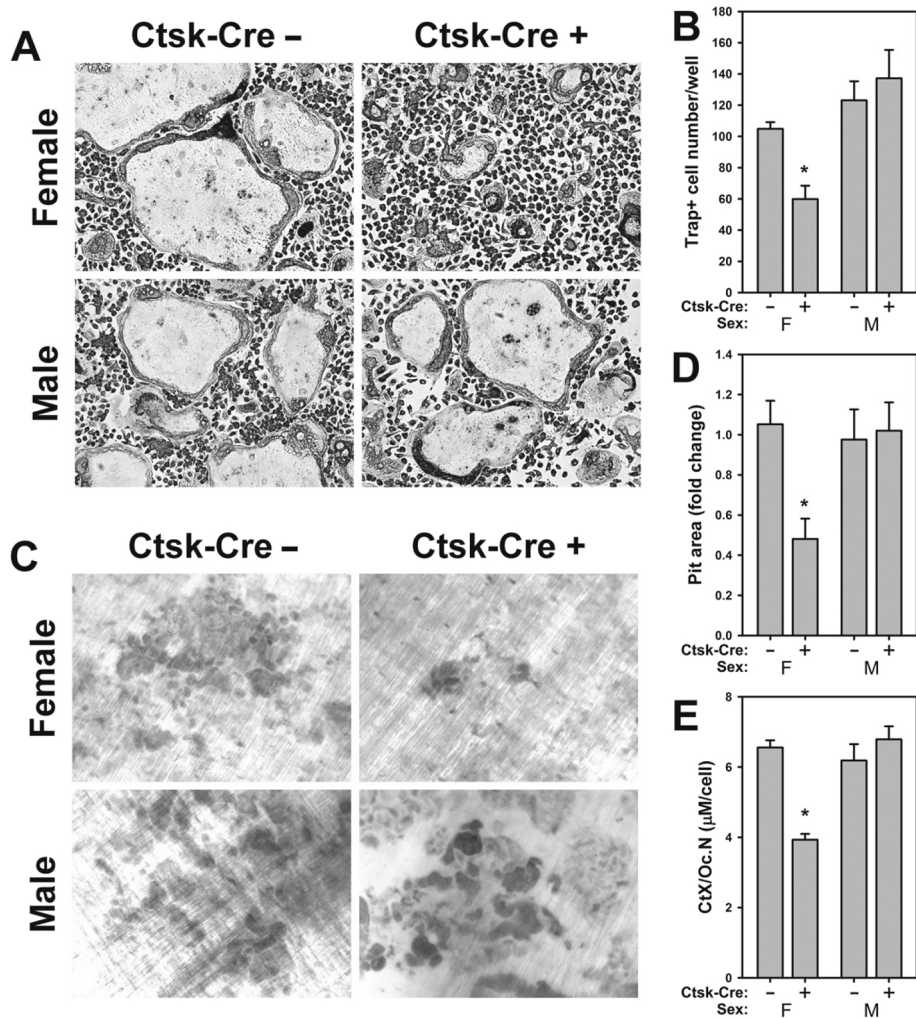 A
Ctsk-Cre – Ctsk-Cre +
Female
Male
B
Trap+ cell number/well
180
160
140
120
100
80
60
40
20
0
*
Ctsk-Cre: – + – +
Sex: F M
C
Ctsk-Cre – Ctsk-Cre +
Female
Male
D
Pit area (fold change)
1.4
1.2
1.0
0.8
0.6
0.4
0.2
0.0
*
Ctsk-Cre: – + – +
Sex: F M
E
CtX/Oc.N (μM/cell)
8
6
4
2
0
*
Ctsk-Cre: – + – +
Sex: F M